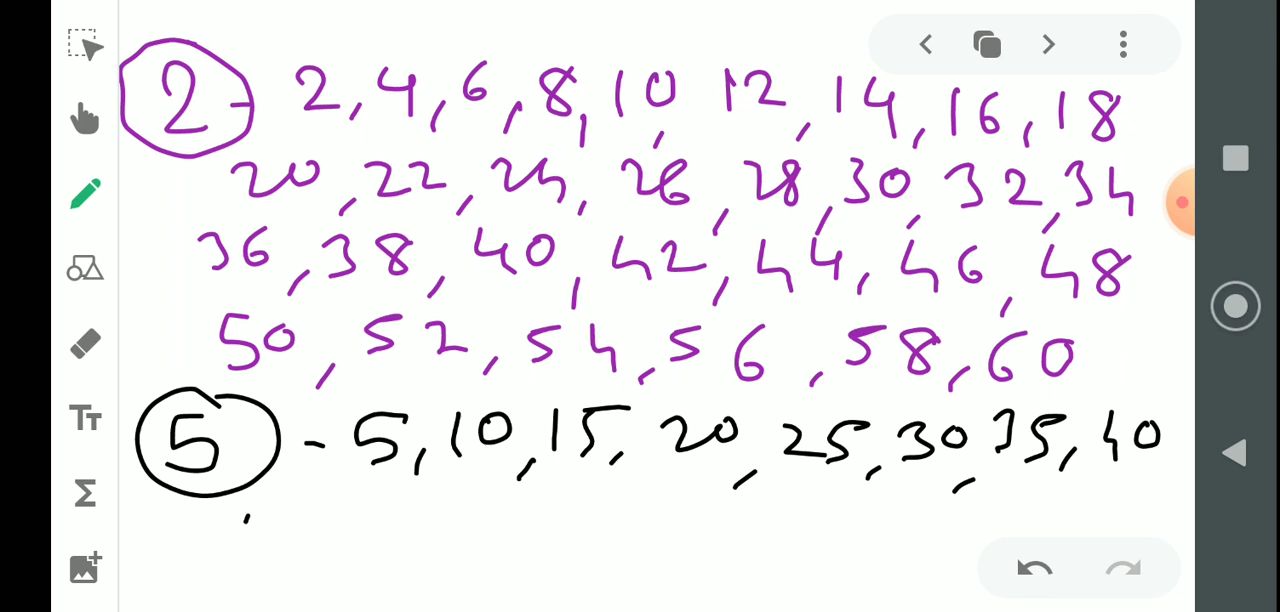 2 - 2, 4, 6, 8, 10, 12, 14, 16, 18
20, 22, 24, 26, 28, 30, 32, 34
36, 38, 40, 42, 44, 46, 48
50, 52, 54, 56, 58, 60
5 - 5, 10, 15, 20, 25, 30, 35, 40